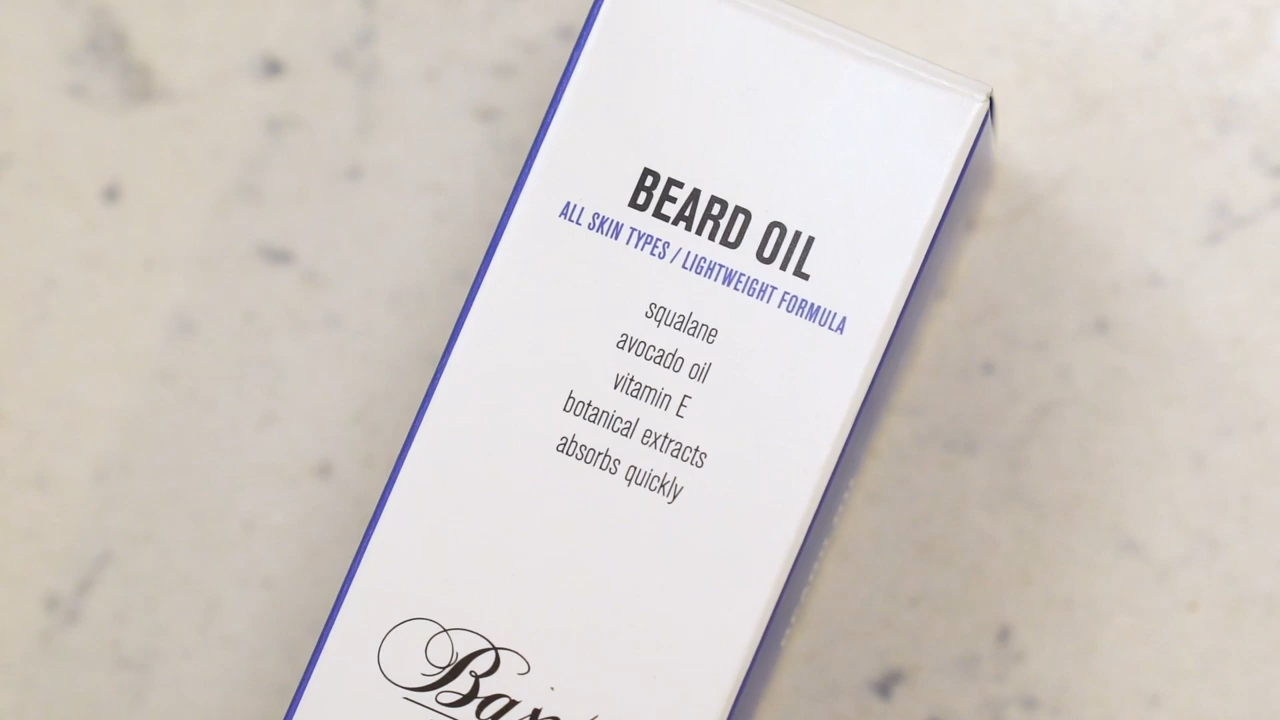 BEARD OIL
ALL SKIN TYPES / LIGHTWEIGHT FORMULA
squalane
avocado oil
vitamin E
botanical extracts
absorbs quickly